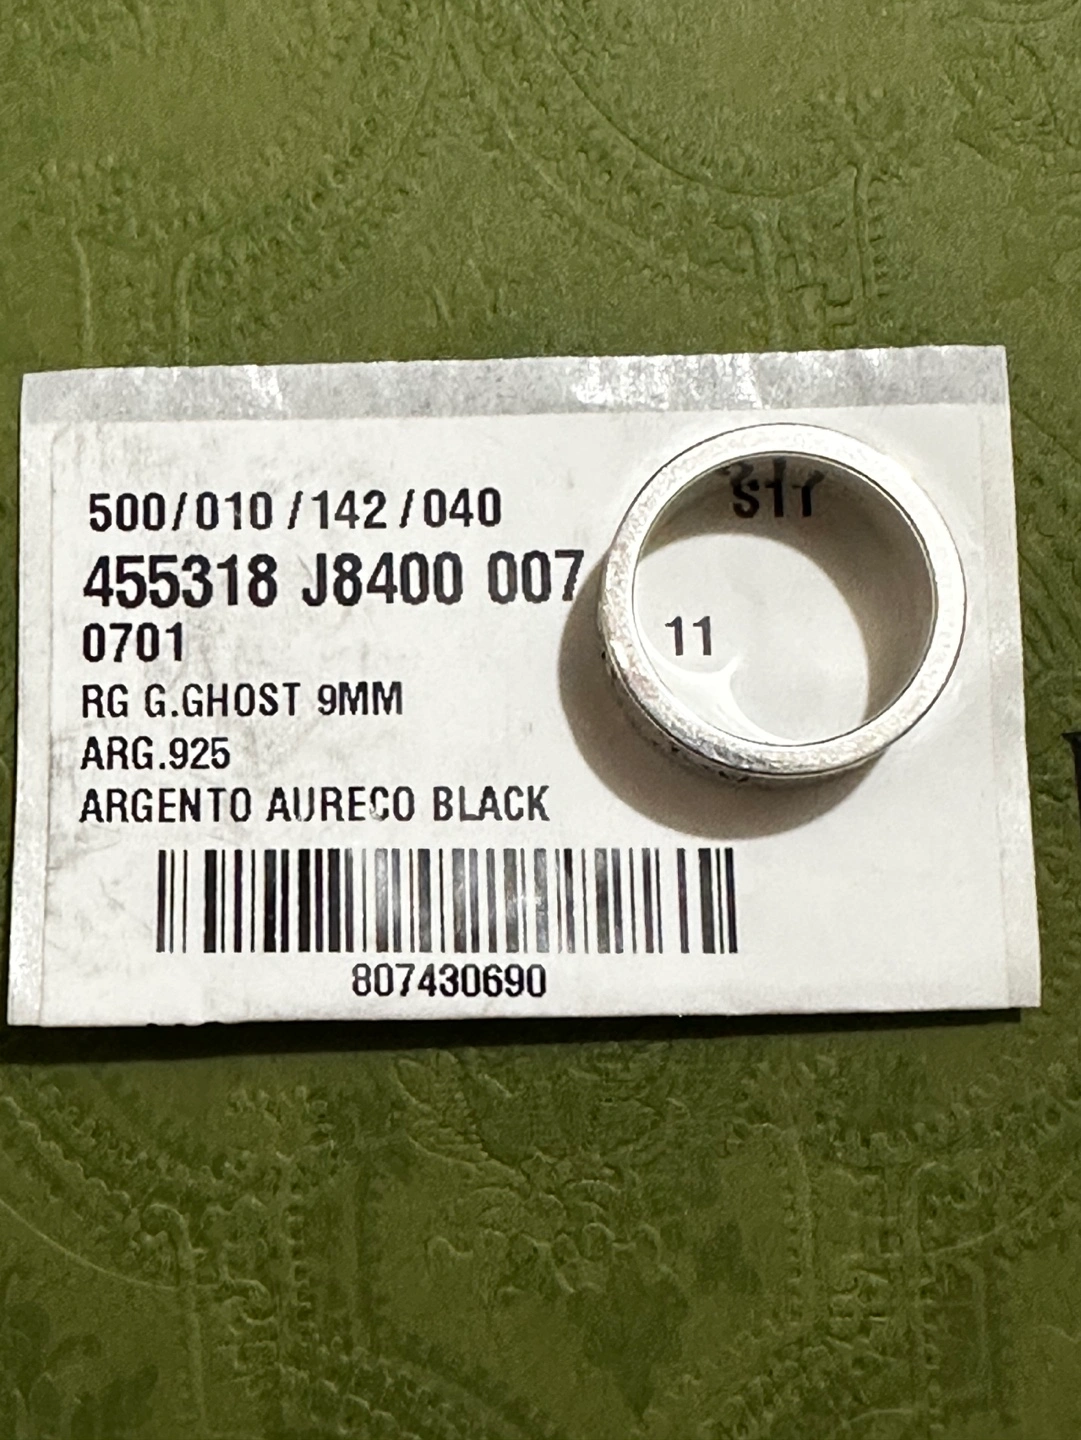 500/010/142/040
455318 J8400 007
0701
11
RG G.GHOST 9MM
ARG.925
ARGENTO AURECO BLACK
807430690